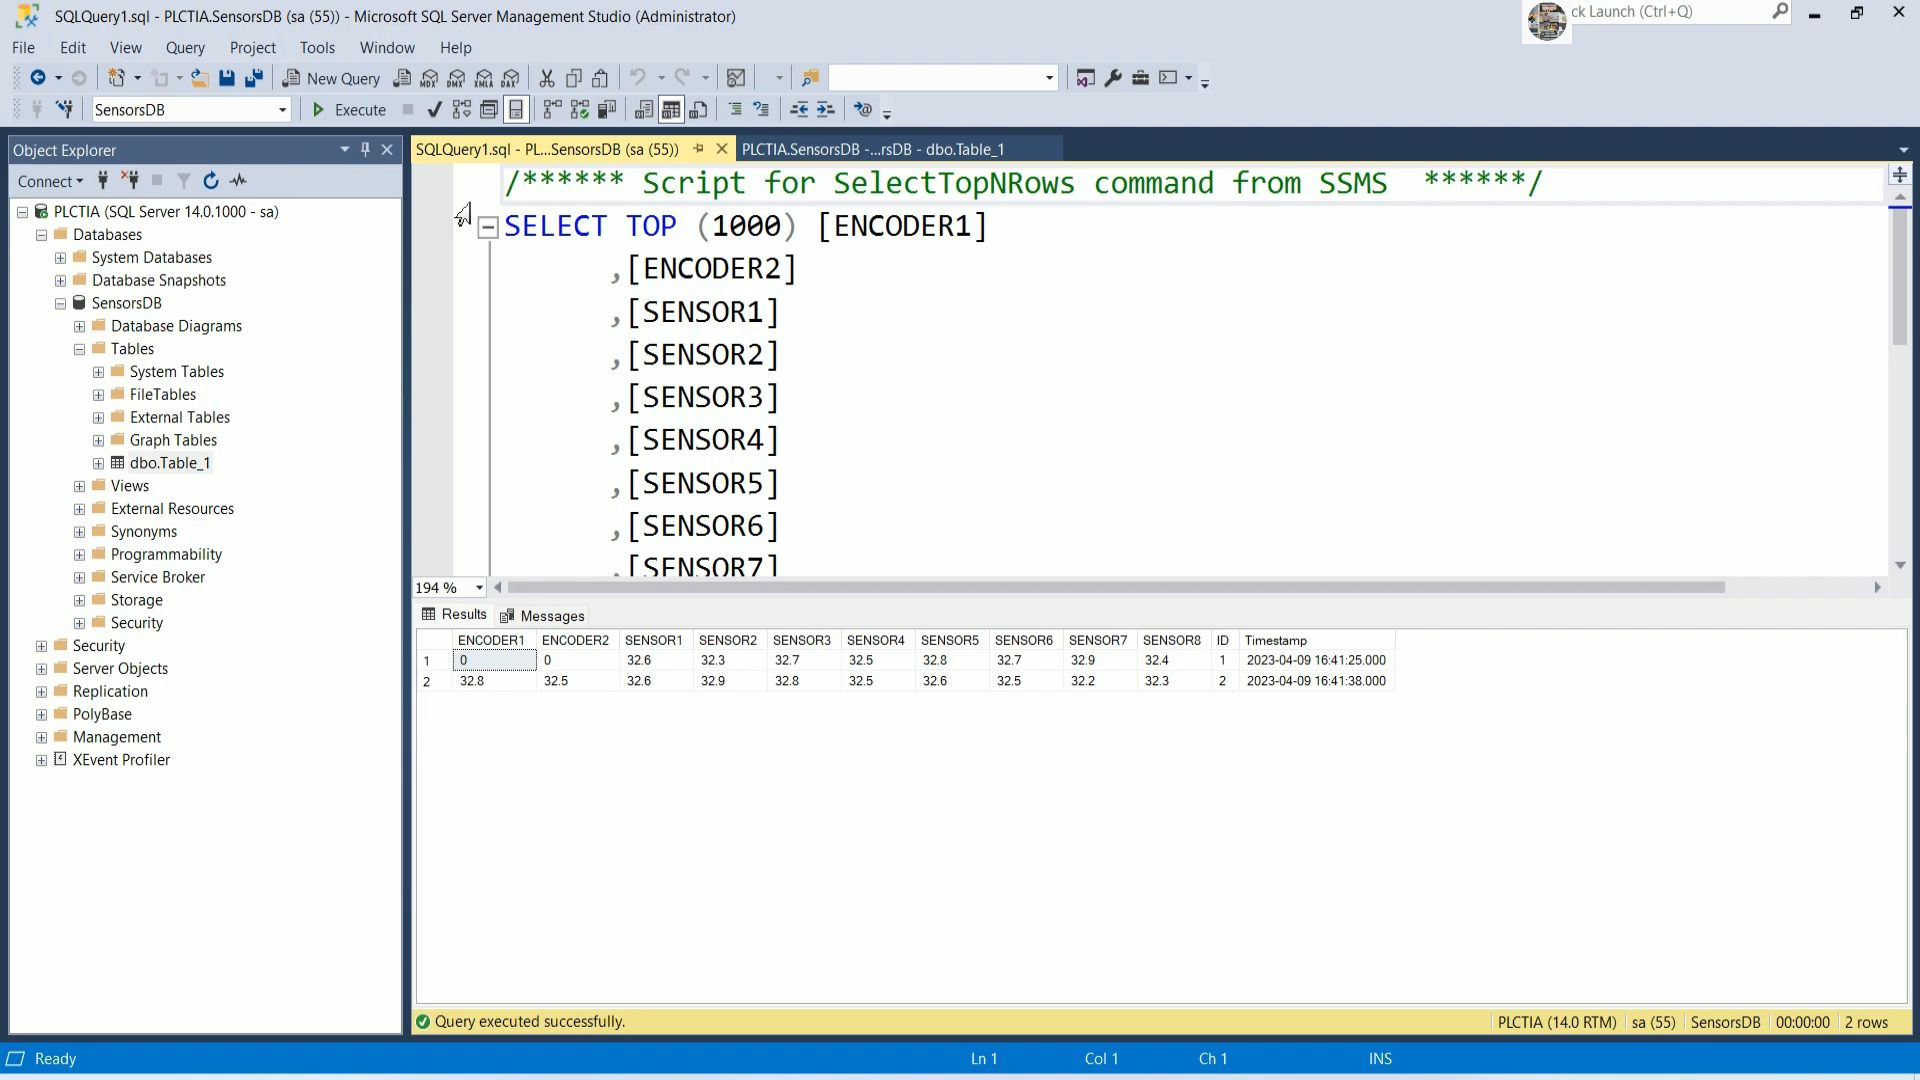 SQLQuery1.sql - PLCTIA.SensorsDB (sa (55)) - Microsoft SQL Server Management Studio (Administrator)
ck Launch (Ctrl+Q)
File Edit View Query Project Tools Window Help
New Query MDX DMX XMLA DAX
SensorsDB Execute
Object Explorer
SQLQuery1.sql - PL...SensorsDB (sa (55))
PLCTIA.SensorsDB -...rsDB - dbo.Table_1
Connect
PLCTIA (SQL Server 14.0.1000 - sa)
Databases
System Databases
Database Snapshots
SensorsDB
Database Diagrams
Tables
System Tables
FileTables
External Tables
Graph Tables
dbo.Table_1
Views
External Resources
Synonyms
Programmability
Service Broker
Storage
Security
Security
Server Objects
Replication
PolyBase
Management
XEvent Profiler
/****** Script for SelectTopNRows command from SSMS ******/
SELECT TOP (1000) [ENCODER1]
,[ENCODER2]
,[SENSOR1]
,[SENSOR2]
,[SENSOR3]
,[SENSOR4]
,[SENSOR5]
,[SENSOR6]
,[SENSOR7]
194 %
Results Messages
ENCODER1 ENCODER2 SENSOR1 SENSOR2 SENSOR3 SENSOR4 SENSOR5 SENSOR6 SENSOR7 SENSOR8 ID Timestamp
1 0 0 32.6 32.3 32.7 32.5 32.8 32.7 32.9 32.4 1 2023-04-09 16:41:25.000
2 32.8 32.5 32.6 32.9 32.8 32.5 32.6 32.5 32.2 32.3 2 2023-04-09 16:41:38.000
Query executed successfully. PLCTIA (14.0 RTM) sa (55) SensorsDB 00:00:00 2 rows
Ready Ln 1 Col 1 Ch 1 INS